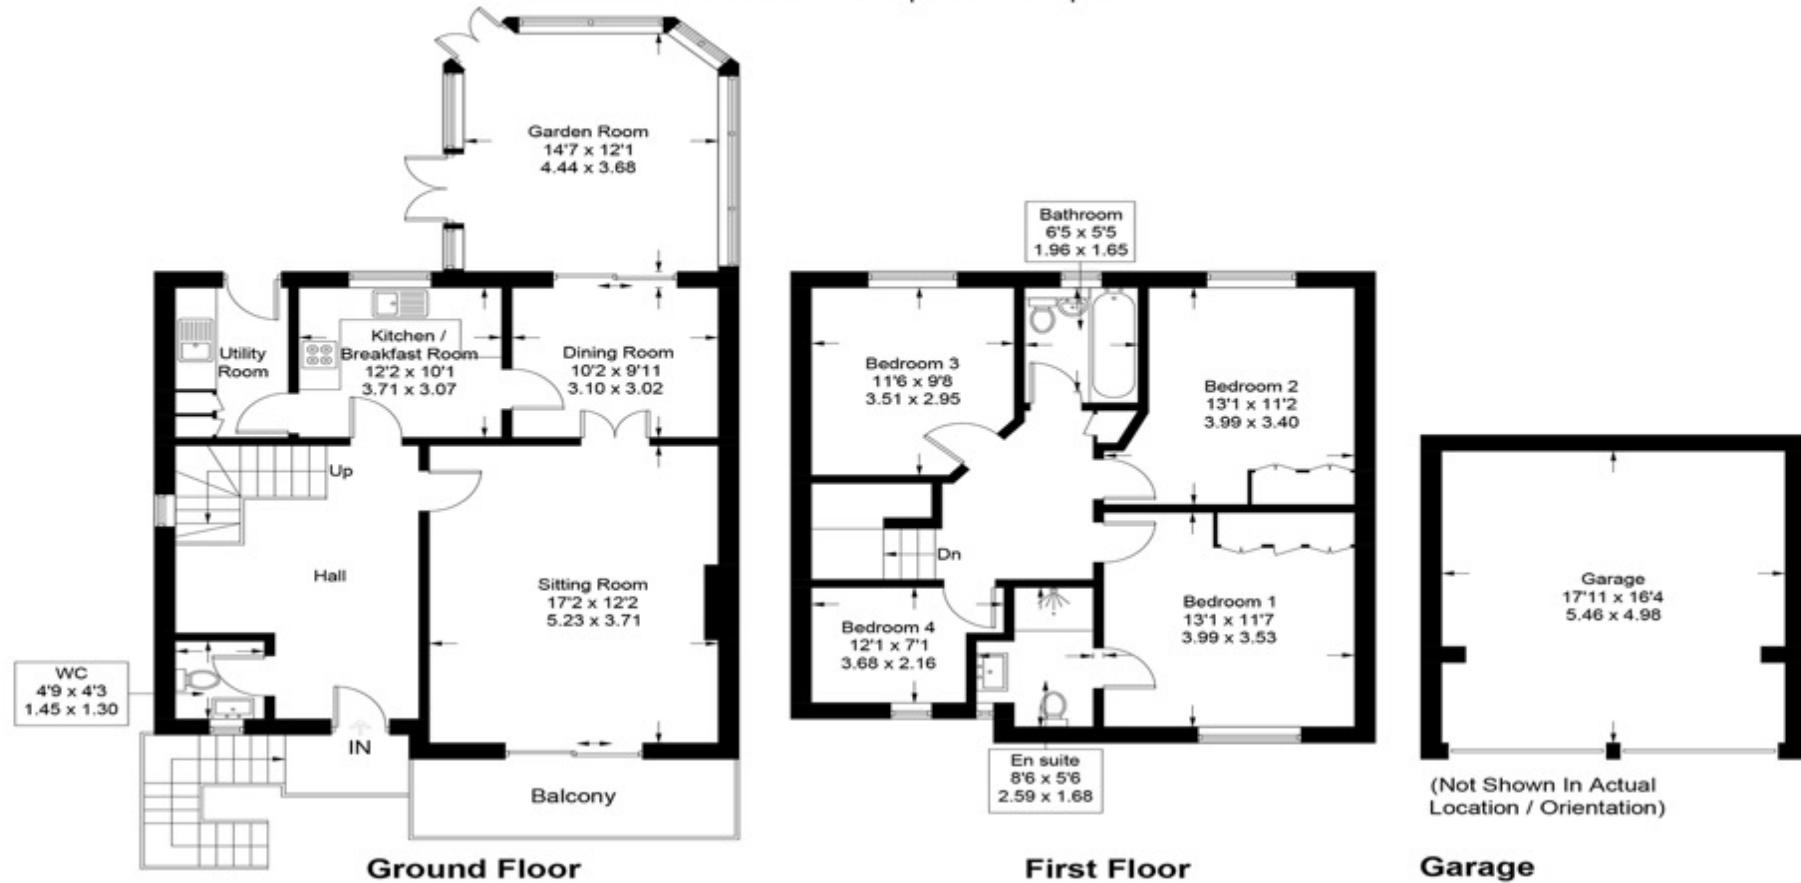 Garden Room
14'7 x 12'1
4.44 x 3.68
Utility
Room
Kitchen /
Breakfast Room
12'2 x 10'1
3.71 x 3.07
Dining Room
10'2 x 9'11
3.10 x 3.02
Up
Hall
Sitting Room
17'2 x 12'2
5.23 x 3.71
WC
4'9 x 4'3
1.45 x 1.30
IN
Balcony
Ground Floor
Bathroom
6'5 x 5'5
1.96 x 1.65
Bedroom 3
11'6 x 9'8
3.51 x 2.95
Bedroom 2
13'1 x 11'2
3.99 x 3.40
Dn
Bedroom 1
13'1 x 11'7
3.99 x 3.53
Bedroom 4
12'1 x 7'1
3.68 x 2.16
En suite
8'6 x 5'6
2.59 x 1.68
First Floor
Garage
17'11 x 16'4
5.46 x 4.98
(Not Shown In Actual
Location / Orientation)
Garage